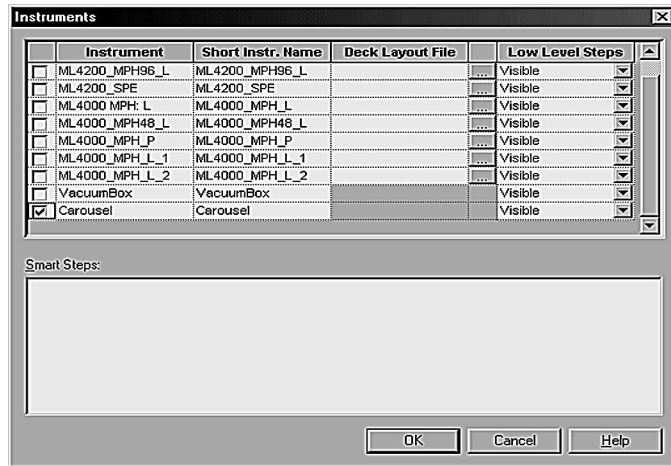 Instruments
Instrument Short Instr. Name Deck Layout File Low Level Steps
ML4200_MPH96_L ML4200_MPH96_L ... Visible
ML4200_SPE ML4200_SPE ... Visible
ML4000 MPH: L ML4000_MPH_L ... Visible
ML4000_MPH48_L ML4000_MPH48_L ... Visible
ML4000_MPH_P ML4000_MPH_P ... Visible
ML4000_MPH_L_1 ML4000_MPH_L_1 ... Visible
ML4000_MPH_L_2 ML4000_MPH_L_2 ... Visible
VacuumBox VacuumBox Visible
Carousel Carousel Visible
Smart Steps:
OK Cancel Help